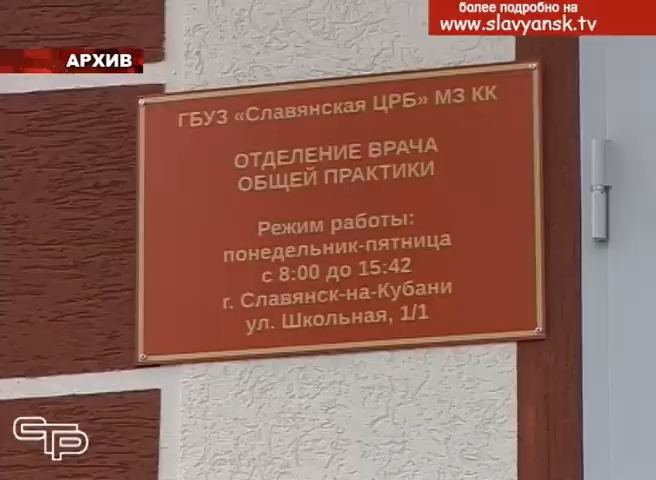 более подробно на
www.slavyansk.tv
АРХИВ
ГБУЗ «Славянская ЦРБ» МЗ КК
ОТДЕЛЕНИЕ ВРАЧА
ОБЩЕЙ ПРАКТИКИ
Режим работы:
понедельник-пятница
с 8:00 до 15:42
г. Славянск-на-Кубани
ул. Школьная, 1/1
СТР